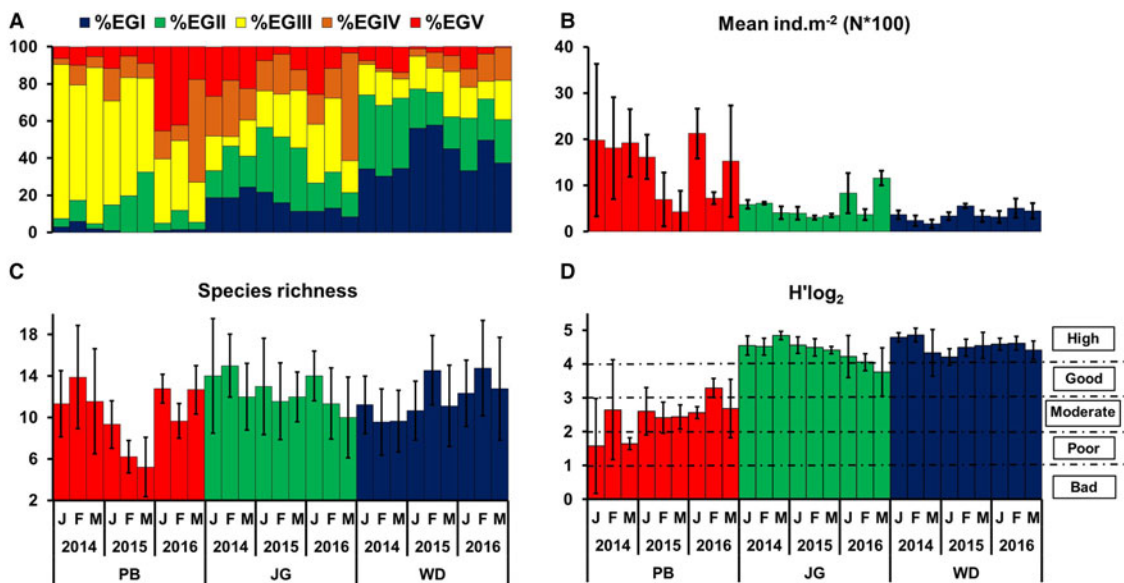 %EGI %EGII %EGIII %EGIV %EGV
A
100
80
60
40
20
0
B
Mean ind.m⁻² (N*100)
40
30
20
10
0
C
Species richness
18
14
10
6
2
J F M J F M J F M J F M J F M J F M J F M J F M J F M
2014 2015 2016 2014 2015 2016 2014 2015 2016
PB JG WD
D
H'log₂
5
4
3
2
1
0
High
Good
Moderate
Poor
Bad
J F M J F M J F M J F M J F M J F M J F M J F M J F M
2014 2015 2016 2014 2015 2016 2014 2015 2016
PB JG WD